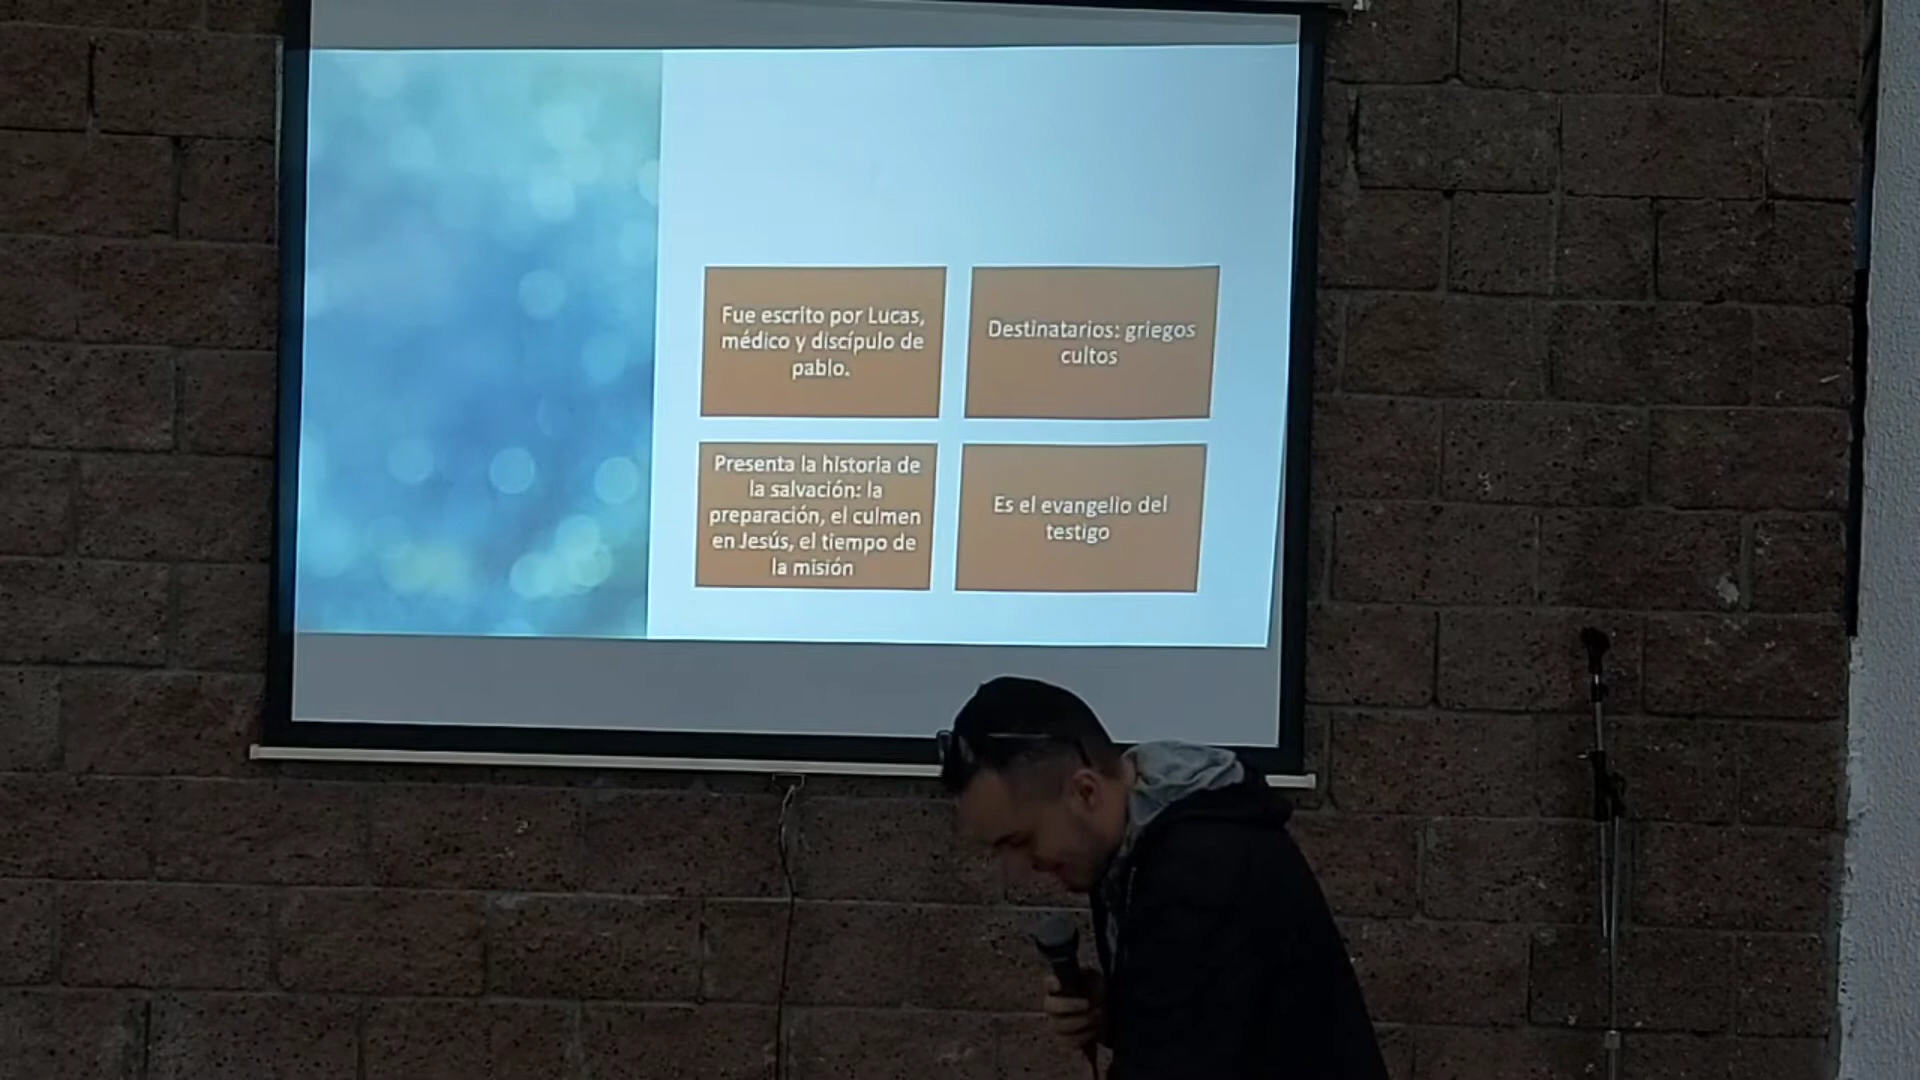 Fue escrito por Lucas,
médico y discípulo de
pablo.
Destinatarios: griegos
cultos
Presenta la historia de
la salvación: la
preparación, el culmen
en Jesús, el tiempo de
la misión
Es el evangelio del
testigo